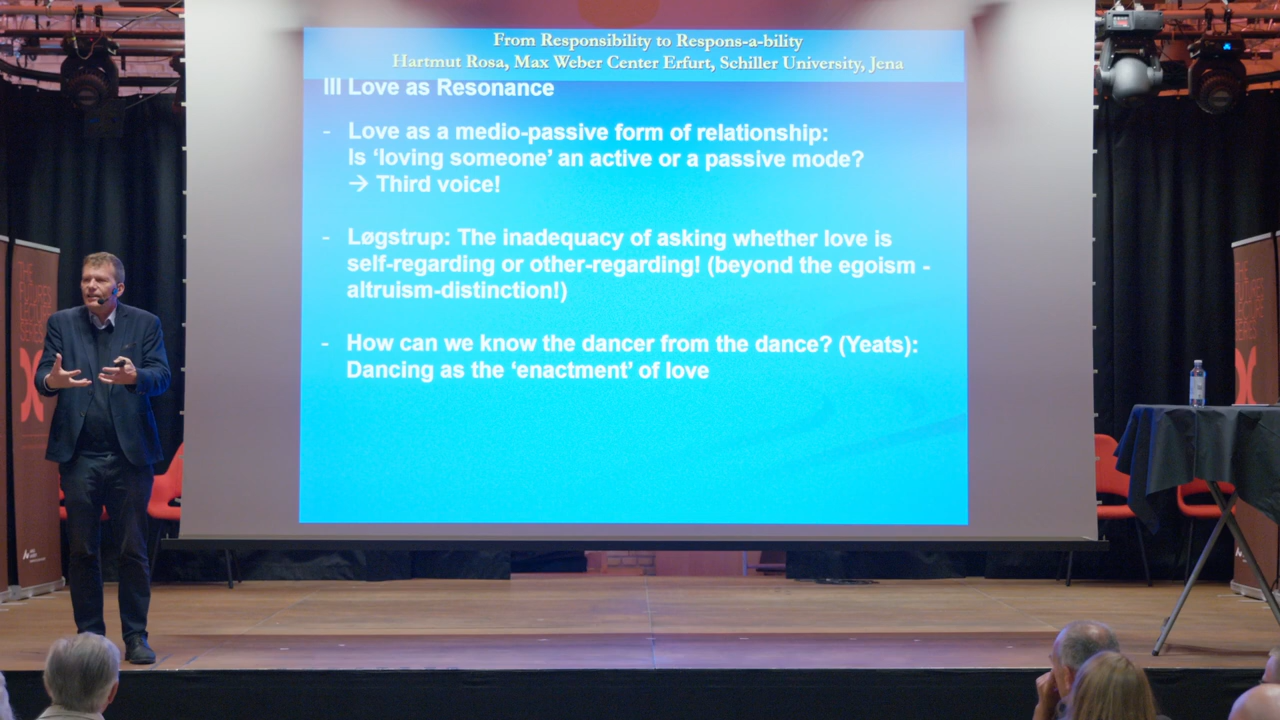 From Responsibility to Respons-a-bility
Hartmut Rosa, Max Weber Center Erfurt, Schiller University, Jena
III Love as Resonance
- Love as a medio-passive form of relationship:
Is ‘loving someone’ an active or a passive mode?
→ Third voice!
- Løgstrup: The inadequacy of asking whether love is
self-regarding or other-regarding! (beyond the egoism -
altruism-distinction!)
- How can we know the dancer from the dance? (Yeats):
Dancing as the ‘enactment’ of love